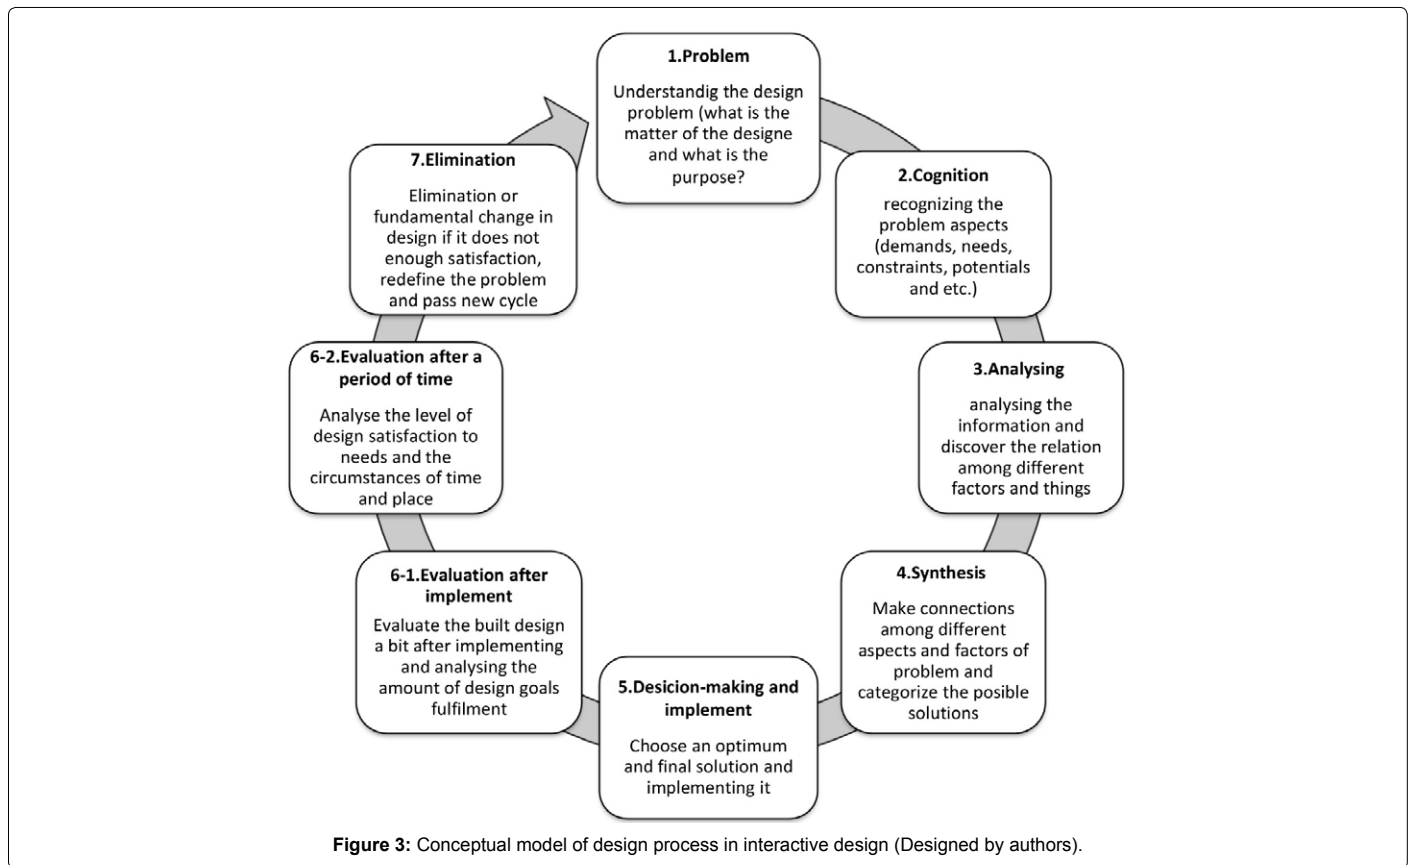 1.Problem
Understandig the design
problem (what is the
matter of the designe
and what is the
purpose?
2.Cognition
recognizing the
problem aspects
(demands, needs,
constraints, potentials
and etc.)
3.Analysing
analysing the
information and
discover the relation
among different
factors and things
4.Synthesis
Make connections
among different
aspects and factors of
problem and
categorize the posible
solutions
5.Desicion-making and
implement
Choose an optimum
and final solution and
implementing it
6-1.Evaluation after
implement
Evaluate the built design
a bit after implementing
and analysing the
amount of design goals
fulfilment
6-2.Evaluation after a
period of time
Analyse the level of
design satisfaction to
needs and the
circumstances of time
and place
7.Elimination
Elimination or
fundamental change in
design if it does not
enough satisfaction,
redefine the problem
and pass new cycle
Figure 3: Conceptual model of design process in interactive design (Designed by authors).